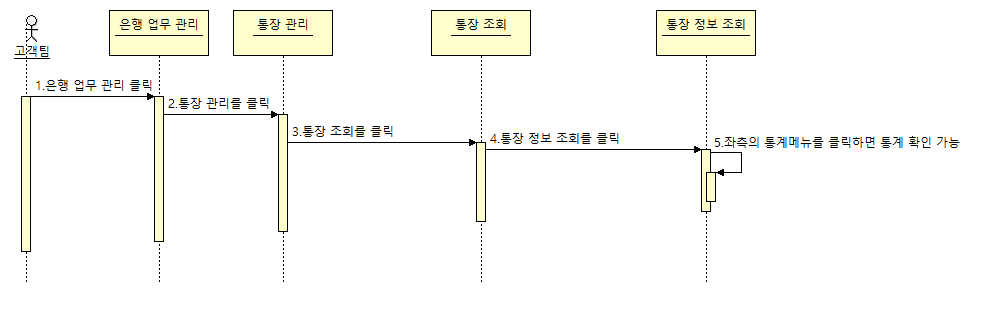 고객팀
은행 업무 관리
통장 관리
통장 조회
통장 정보 조회
1.은행 업무 관리 클릭
2.통장 관리를 클릭
3.통장 조회를 클릭
4.통장 정보 조회를 클릭
5.좌측의 통계메뉴를 클릭하면 통계 확인 가능